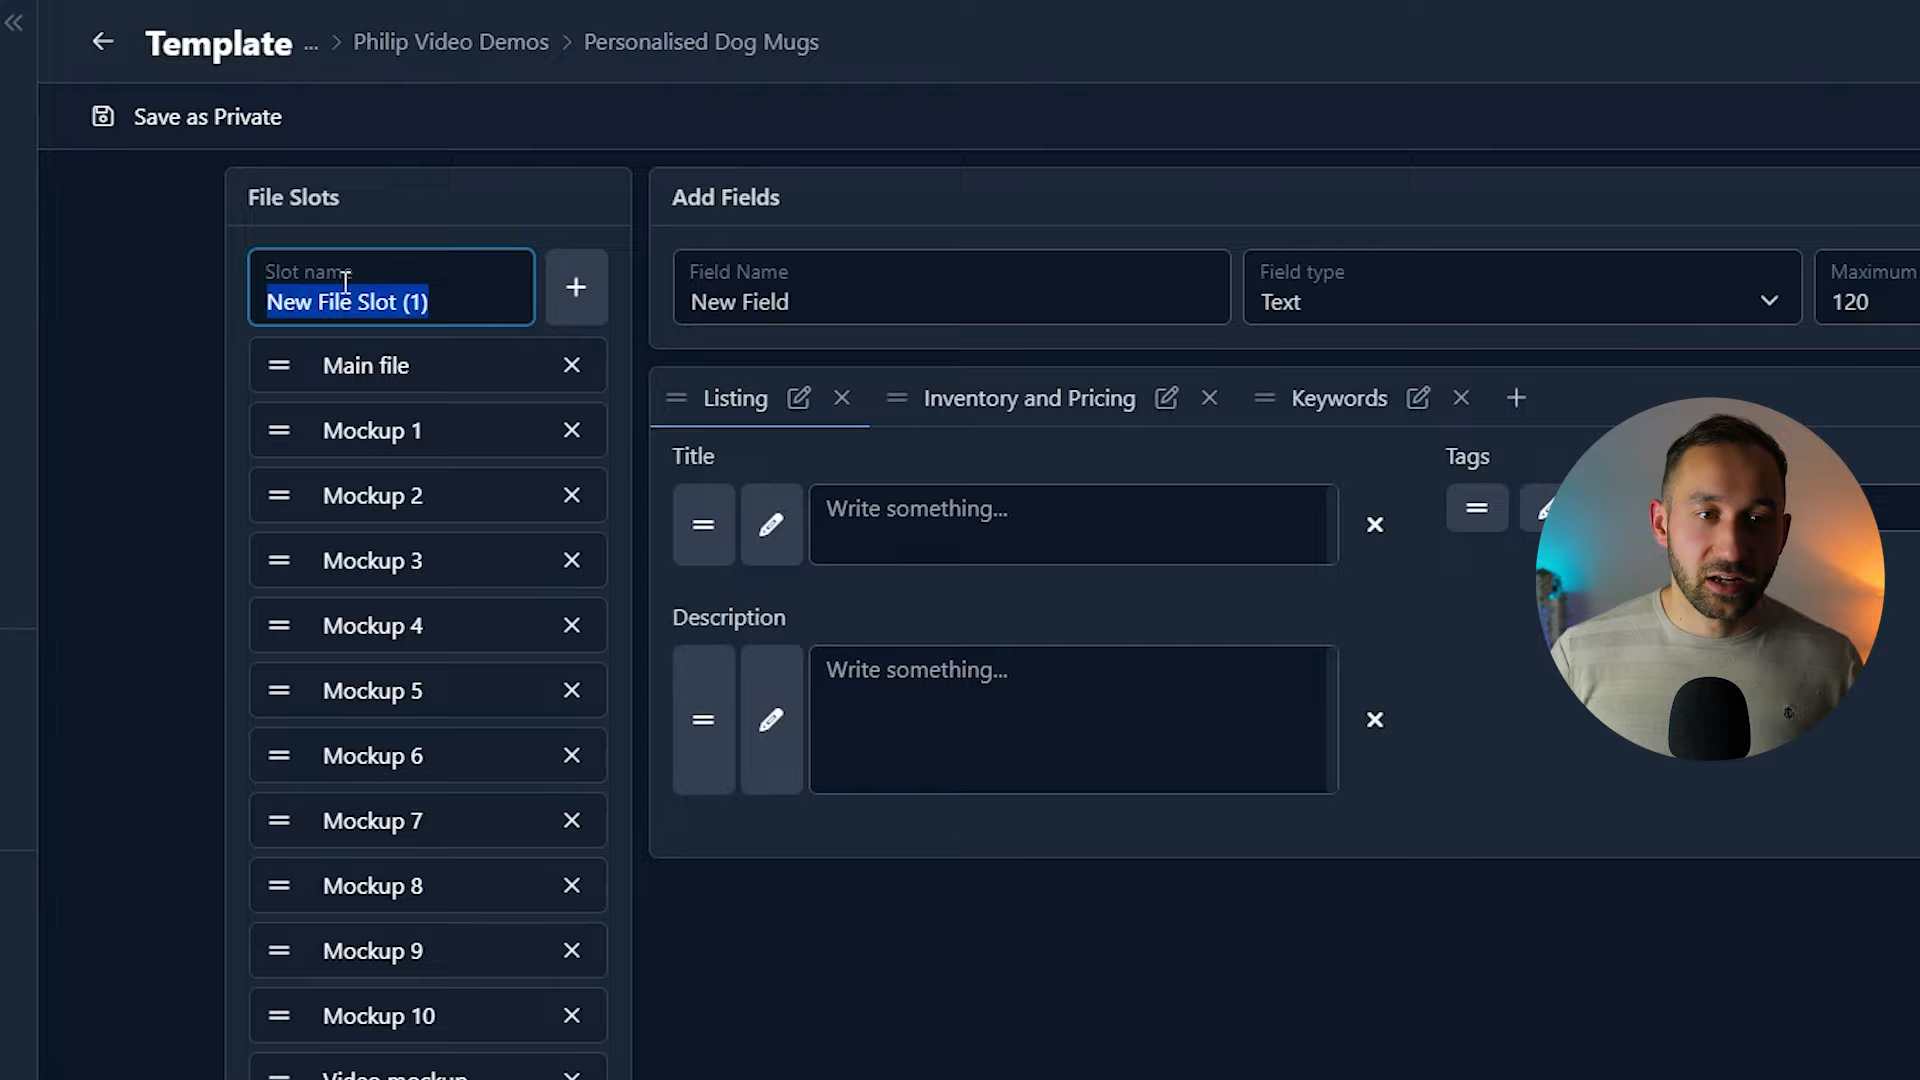 Template ... > Philip Video Demos > Personalised Dog Mugs
Save as Private
File Slots
Slot name
New File Slot (1)
Main file
Mockup 1
Mockup 2
Mockup 3
Mockup 4
Mockup 5
Mockup 6
Mockup 7
Mockup 8
Mockup 9
Mockup 10
Video mockup
Add Fields
Field Name
New Field
Field type
Text
Maximum
120
Listing
Inventory and Pricing
Keywords
Title
Write something...
Tags
Description
Write something...